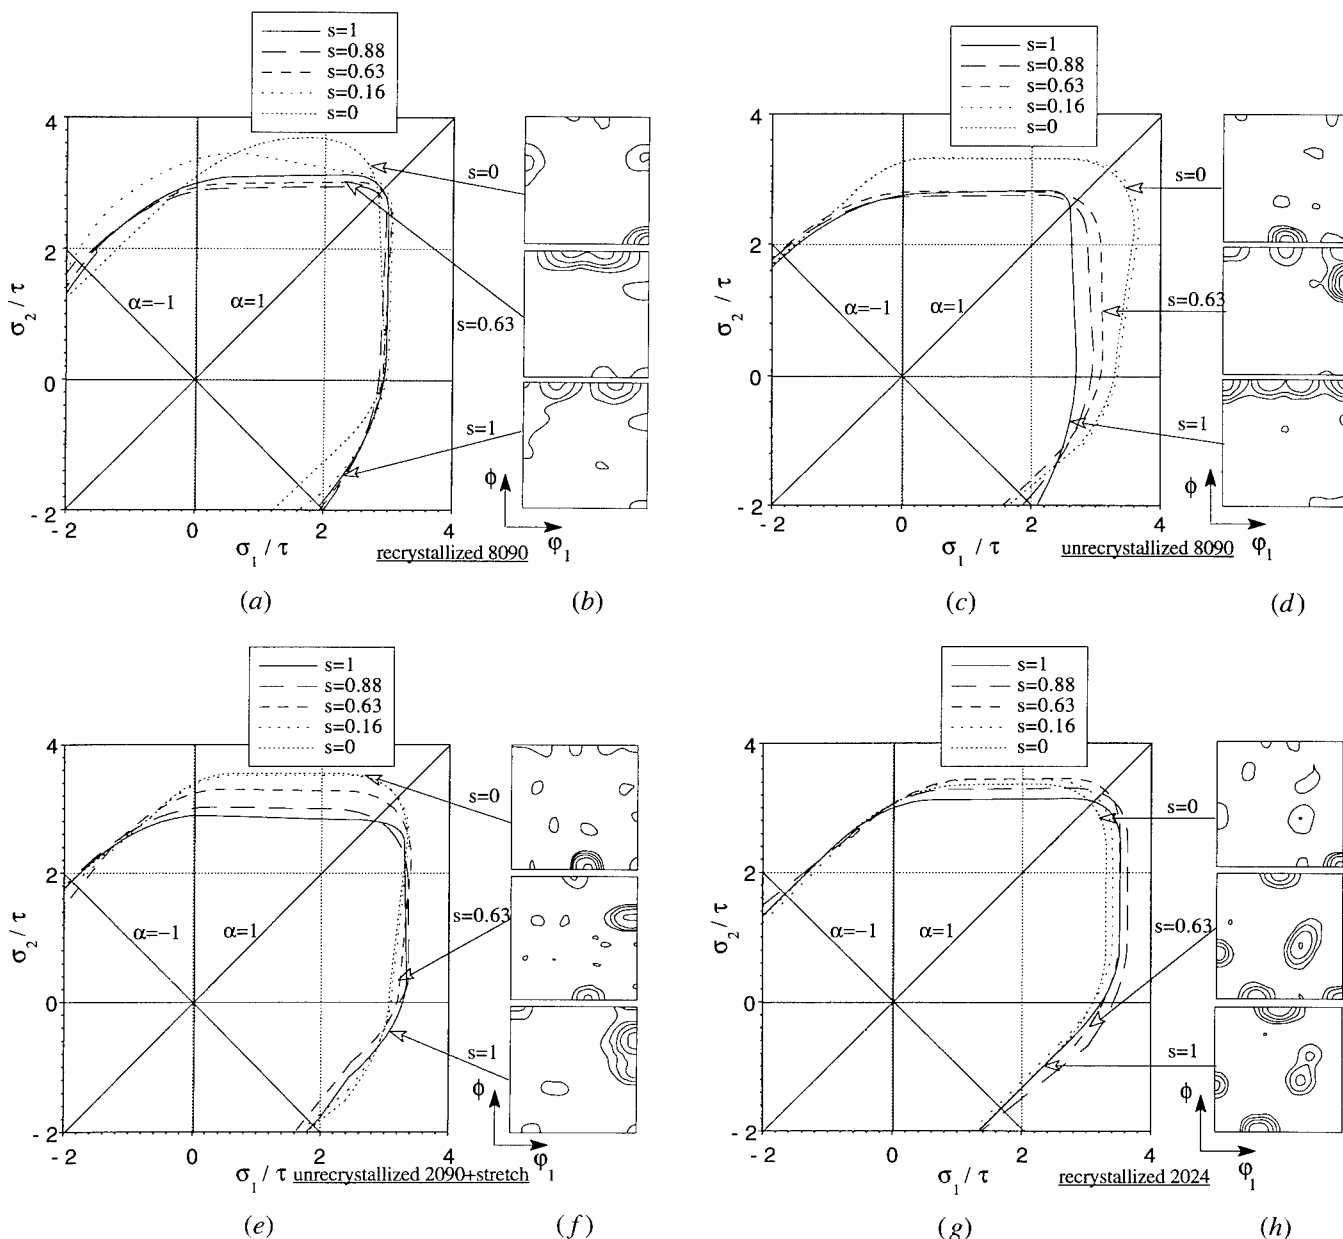 s=1
s=0.88
s=0.63
s=0.16
s=0
4
2
0
-2
σ2 / τ
α=−1
α=1
s=0
s=0.63
s=1
-2
0
2
4
σ1 / τ
recrystallized 8090
ϕ
φ1
(a)
(b)
s=1
s=0.88
s=0.63
s=0.16
s=0
4
2
0
-2
σ2 / τ
α=−1
α=1
s=0
s=0.63
s=1
-2
0
2
4
σ1 / τ
unrecrystallized 8090
ϕ
φ1
(c)
(d)
s=1
s=0.88
s=0.63
s=0.16
s=0
4
2
0
-2
σ2 / τ
α=−1
α=1
s=0
s=0.63
s=1
-2
0
2
4
σ1 / τ
unrecrystallized 2090+stretch
ϕ
φ1
(e)
(f)
s=1
s=0.88
s=0.63
s=0.16
s=0
4
2
0
-2
σ2 / τ
α=−1
α=1
s=0
s=0.63
s=1
-2
0
2
4
σ1 / τ
recrystallized 2024
ϕ
φ1
(g)
(h)